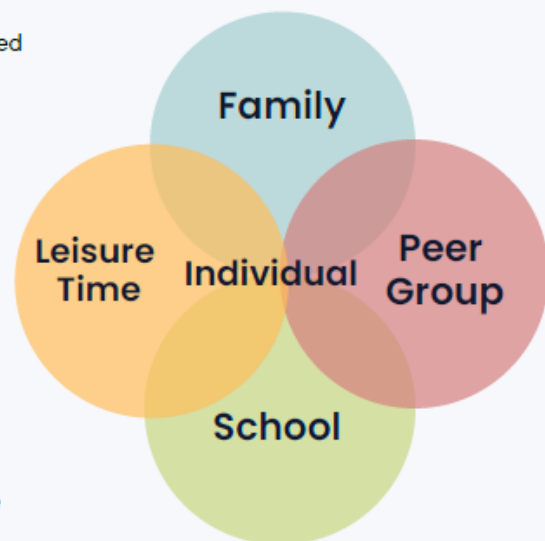 ed
Family
Leisure
Time
Individual
Peer
Group
School